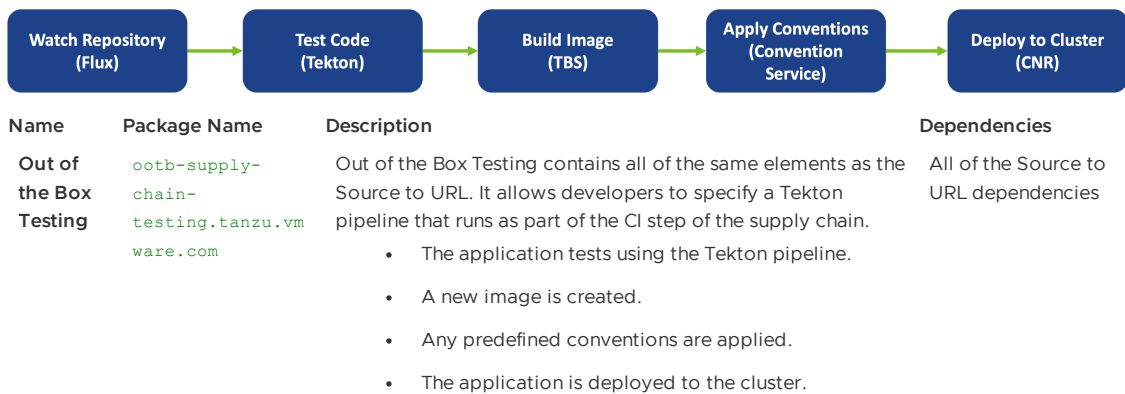 Watch Repository
(Flux)
Test Code
(Tekton)
Build Image
(TBS)
Apply Conventions
(Convention
Service)
Deploy to Cluster
(CNR)
Name
Package Name
Description
Dependencies
Out of
the Box
Testing
ootb-supply-
chain-
testing.tanzu.vm
ware.com
Out of the Box Testing contains all of the same elements as the
Source to URL. It allows developers to specify a Tekton
pipeline that runs as part of the CI step of the supply chain.
• The application tests using the Tekton pipeline.
• A new image is created.
• Any predefined conventions are applied.
• The application is deployed to the cluster.
All of the Source to
URL dependencies